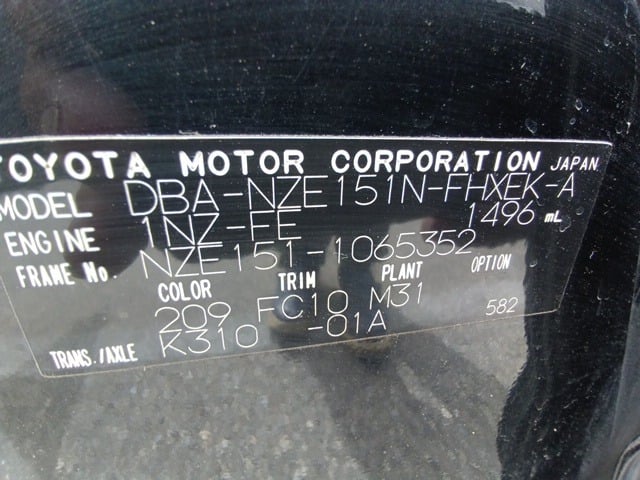 TOYOTA MOTOR CORPORATION JAPAN
MODEL DBA-NZE151N-FHXEK-A
ENGINE 1NZ-FE 1496 mL
FRAME No. NZE151-1065352
COLOR TRIM PLANT OPTION
209 FC10 M31 582
TRANS./AXLE K310 -01A